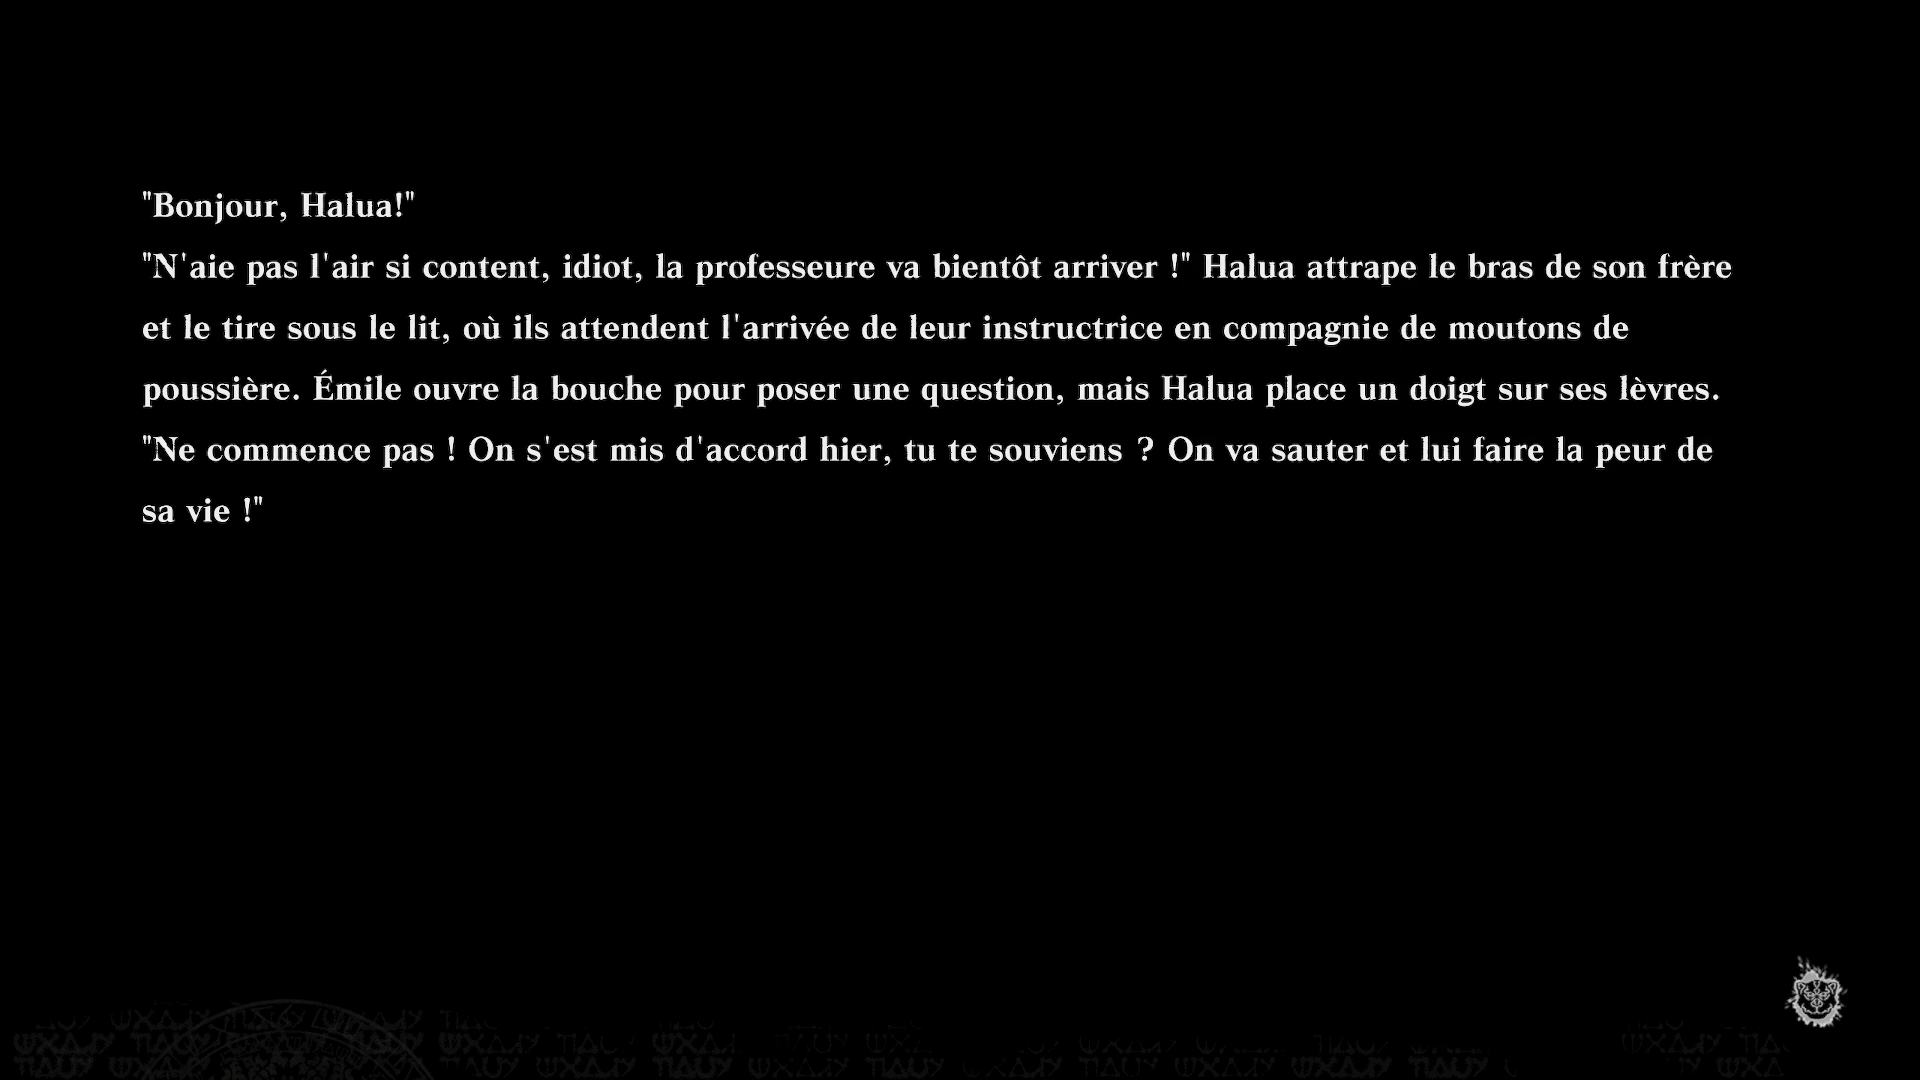 "Bonjour, Halua!"
"N'aie pas l'air si content, idiot, la professeure va bientôt arriver !" Halua attrape le bras de son frère
et le tire sous le lit, où ils attendent l'arrivée de leur instructrice en compagnie de moutons de
poussière. Émile ouvre la bouche pour poser une question, mais Halua place un doigt sur ses lèvres.
"Ne commence pas ! On s'est mis d'accord hier, tu te souviens ? On va sauter et lui faire la peur de
sa vie !"